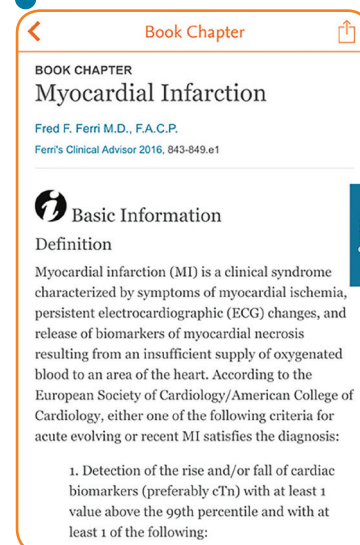 Book Chapter
BOOK CHAPTER
Myocardial Infarction
Fred F. Ferri M.D., F.A.C.P.
Ferri's Clinical Advisor 2016, 843-849.e1
Basic Information
Definition
Myocardial infarction (MI) is a clinical syndrome
characterized by symptoms of myocardial ischemia,
persistent electrocardiographic (ECG) changes, and
release of biomarkers of myocardial necrosis
resulting from an insufficient supply of oxygenated
blood to an area of the heart. According to the
European Society of Cardiology/American College of
Cardiology, either one of the following criteria for
acute evolving or recent MI satisfies the diagnosis:
1. Detection of the rise and/or fall of cardiac
biomarkers (preferably cTn) with at least 1
value above the 99th percentile and with at
least 1 of the following: